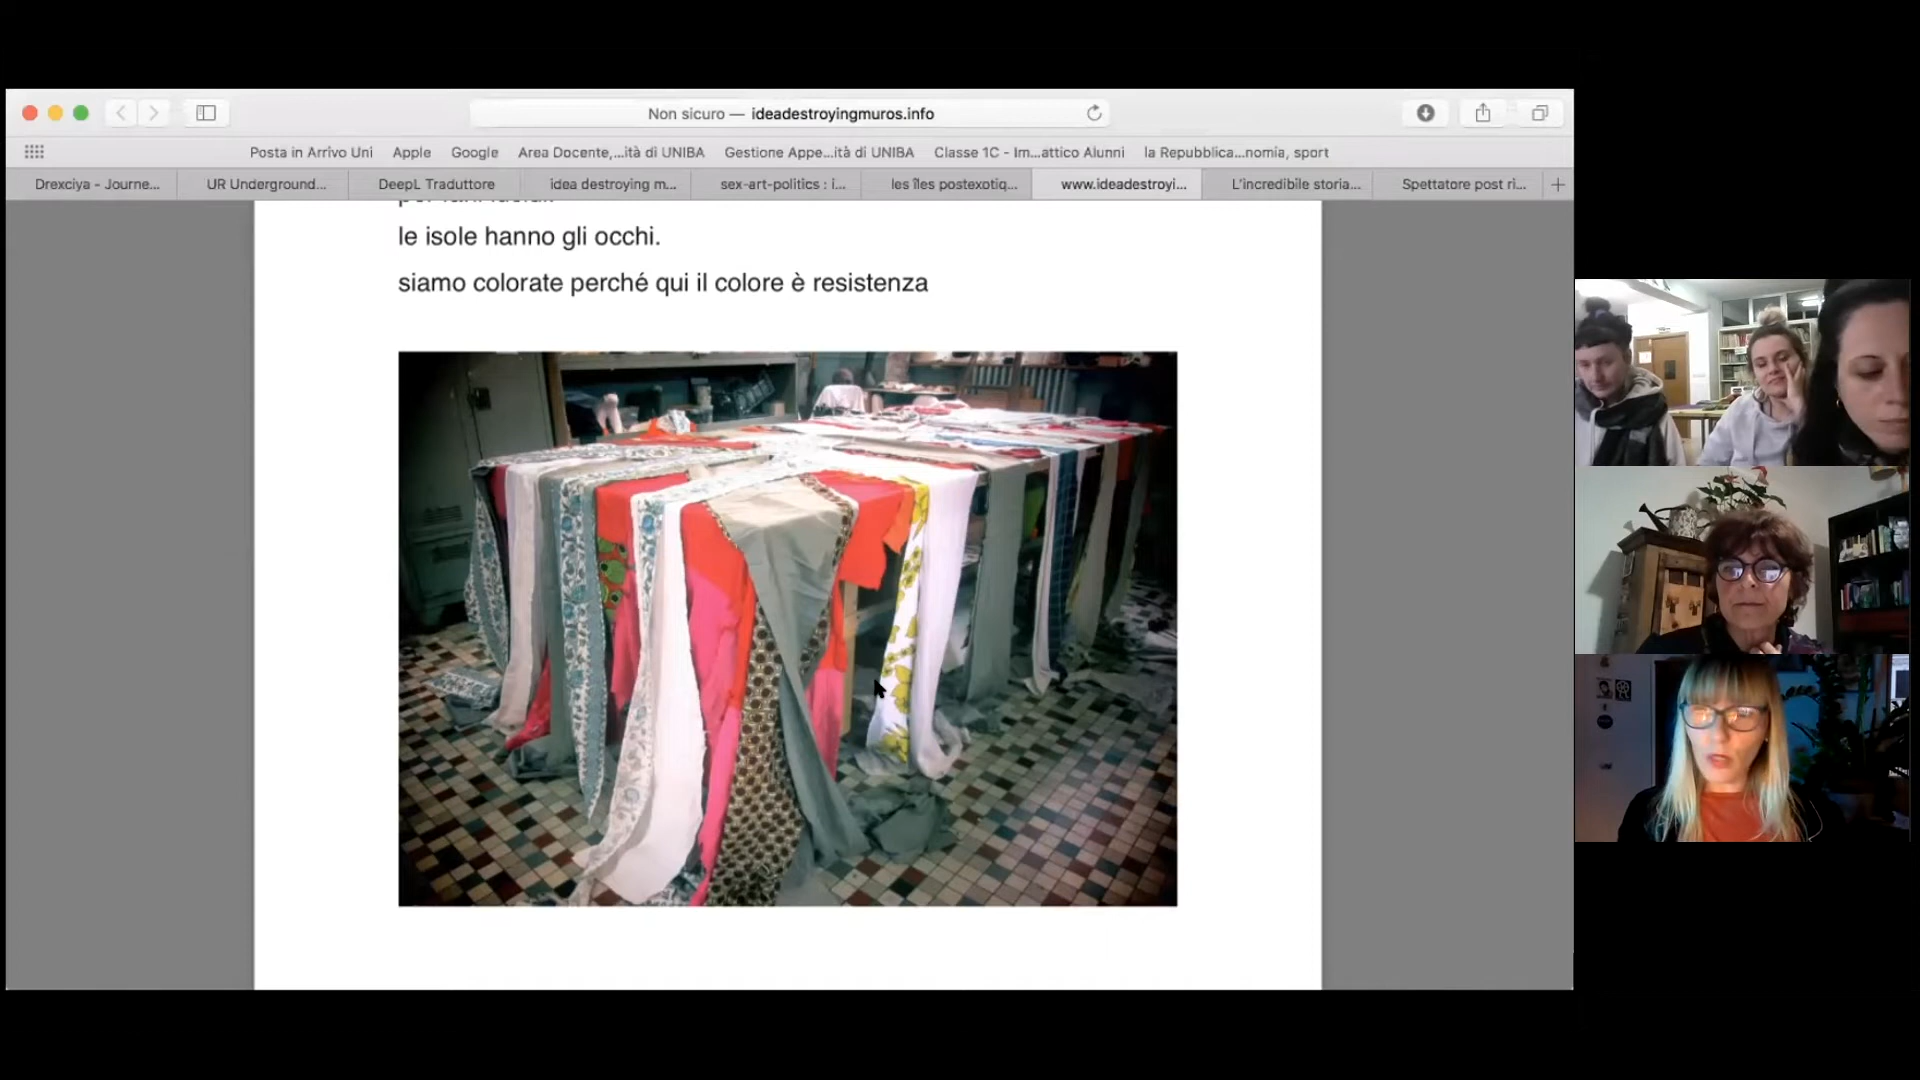 Non sicuro — ideadestroyingmuros.info
Posta in Arrivo Uni Apple Google Area Docente,...ità di UNIBA Gestione Appe...ità di UNIBA Classe 1C - Im...attico Alunni la Repubblica...nomia, sport
Drexciya – Journe... UR Underground... DeepL Traduttore idea destroying m... sex-art-politics : i... les îles postexotiq... www.ideadestroyi... L'incredibile storia... Spettatore post ri...
le isole hanno gli occhi.
siamo colorate perché qui il colore è resistenza